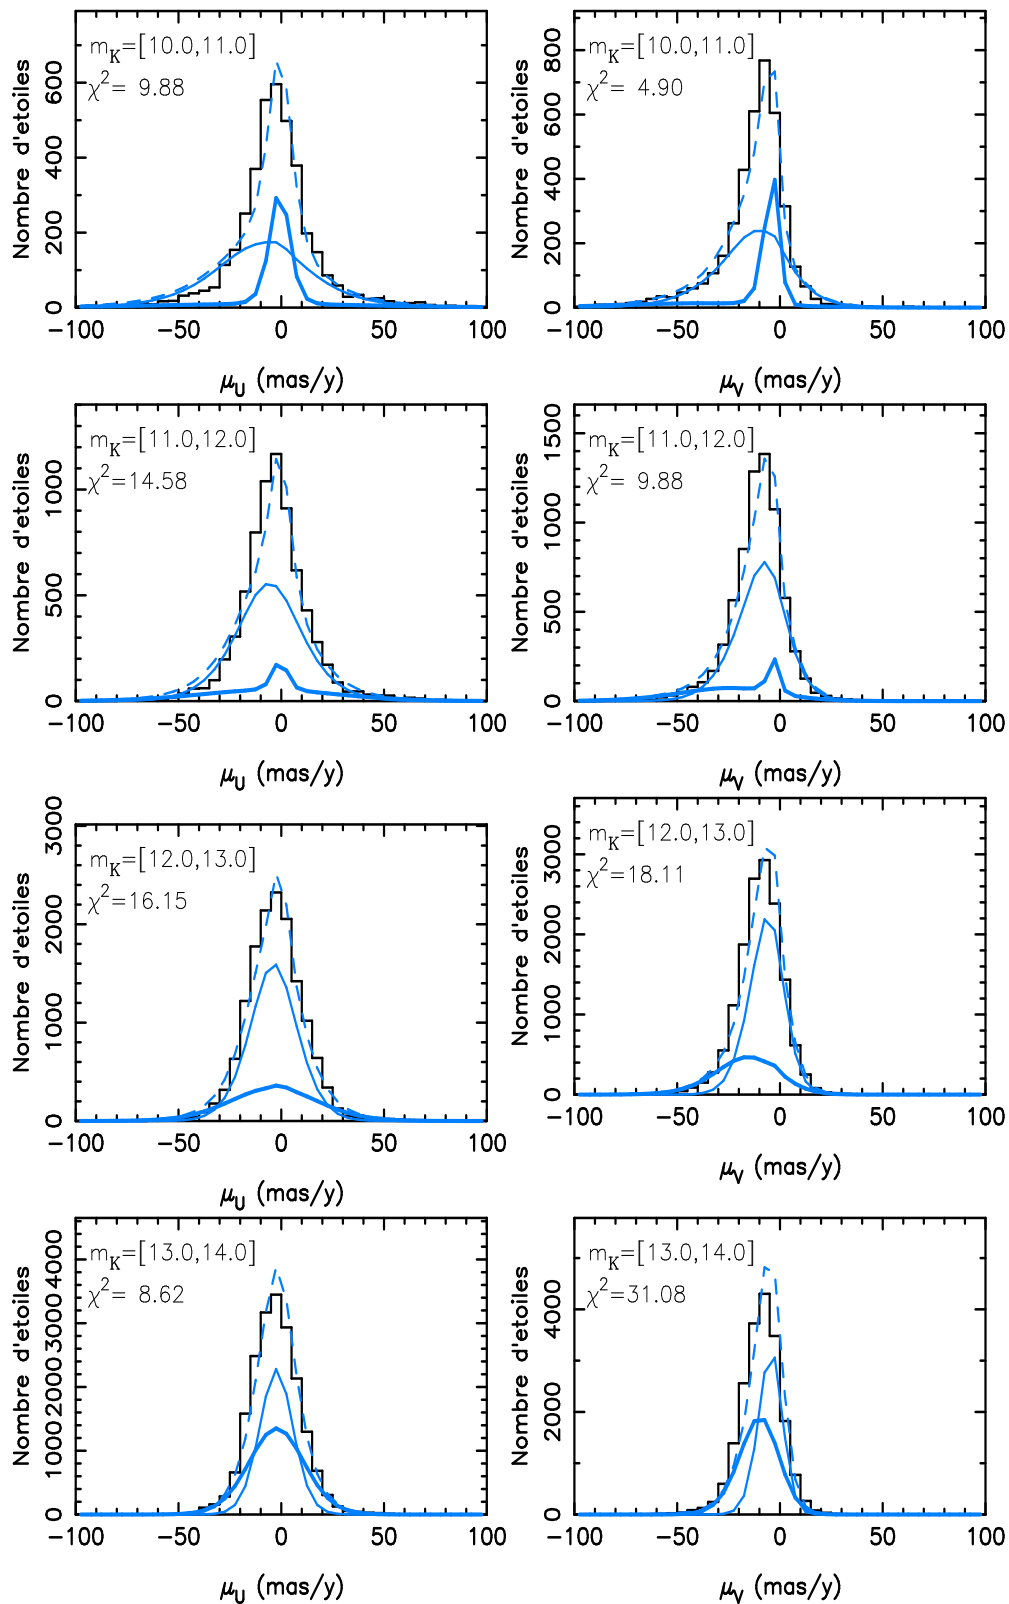 m_K=[10.0,11.0]
χ²= 9.88
Nombre d'etoiles
0 200 400 600
−100 −50 0 50 100
μ_U (mas/y)
m_K=[10.0,11.0]
χ²= 4.90
Nombre d'etoiles
0 200 400 600 800
−100 −50 0 50 100
μ_V (mas/y)
m_K=[11.0,12.0]
χ²=14.58
Nombre d'etoiles
0 500 1000
−100 −50 0 50 100
μ_U (mas/y)
m_K=[11.0,12.0]
χ²= 9.88
Nombre d'etoiles
0 500 1000 1500
−100 −50 0 50 100
μ_V (mas/y)
m_K=[12.0,13.0]
χ²=16.15
Nombre d'etoiles
0 1000 2000 3000
−100 −50 0 50 100
μ_U (mas/y)
m_K=[12.0,13.0]
χ²=18.11
Nombre d'etoiles
0 1000 2000 3000
−100 −50 0 50 100
μ_V (mas/y)
m_K=[13.0,14.0]
χ²= 8.62
Nombre d'etoiles
0 1000 2000 3000 4000
−100 −50 0 50 100
μ_U (mas/y)
m_K=[13.0,14.0]
χ²=31.08
Nombre d'etoiles
0 2000 4000
−100 −50 0 50 100
μ_V (mas/y)